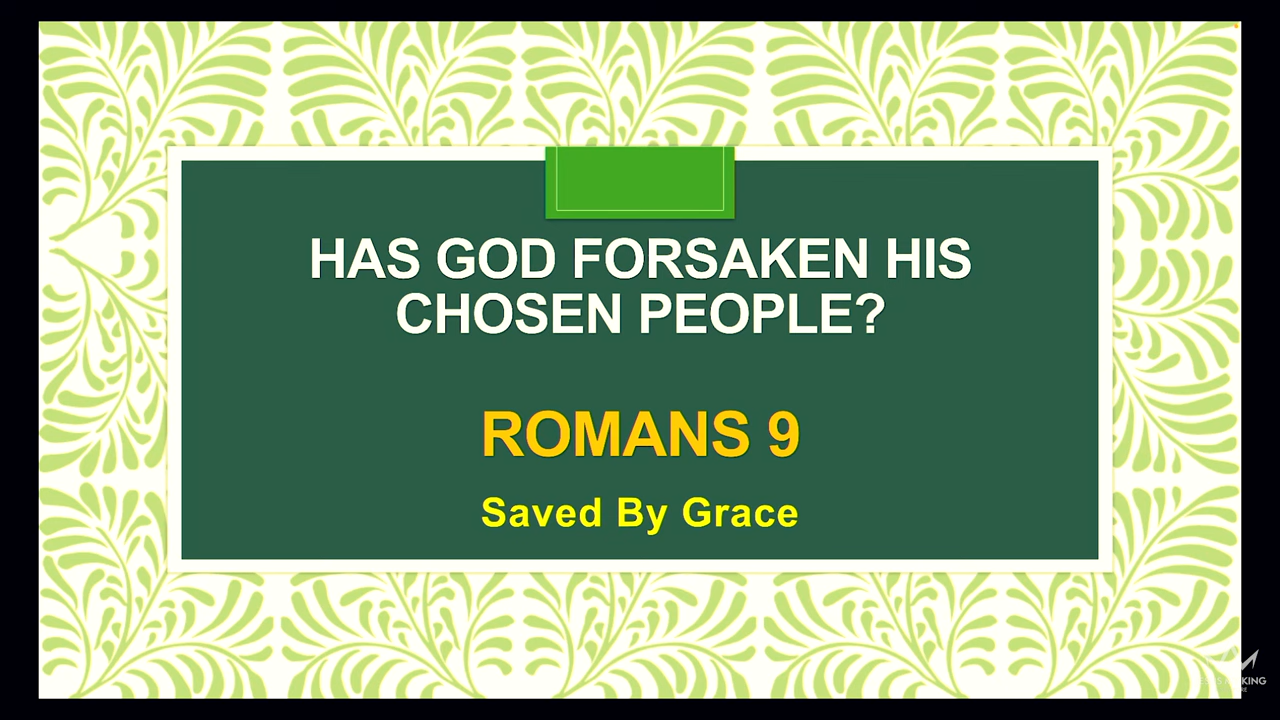 HAS GOD FORSAKEN HIS
CHOSEN PEOPLE?
ROMANS 9
Saved By Grace